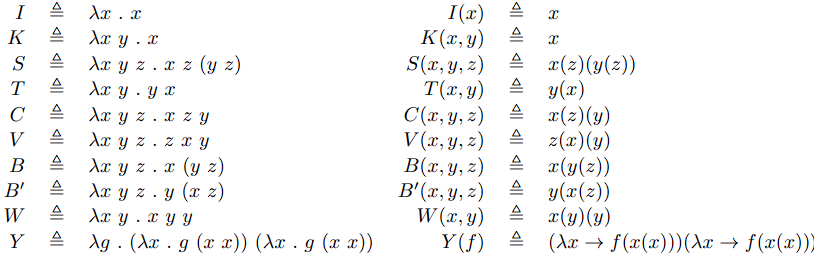 I ≜ λx . x I(x) ≜ x
K ≜ λx y . x K(x, y) ≜ x
S ≜ λx y z . x z (y z) S(x, y, z) ≜ x(z)(y(z))
T ≜ λx y . y x T(x, y) ≜ y(x)
C ≜ λx y z . x z y C(x, y, z) ≜ x(z)(y)
V ≜ λx y z . z x y V(x, y, z) ≜ z(x)(y)
B ≜ λx y z . x (y z) B(x, y, z) ≜ x(y(z))
B′ ≜ λx y z . y (x z) B′(x, y, z) ≜ y(x(z))
W ≜ λx y . x y y W(x, y) ≜ x(y)(y)
Y ≜ λg . (λx . g (x x)) (λx . g (x x)) Y(f) ≜ (λx → f(x(x)))(λx → f(x(x)))